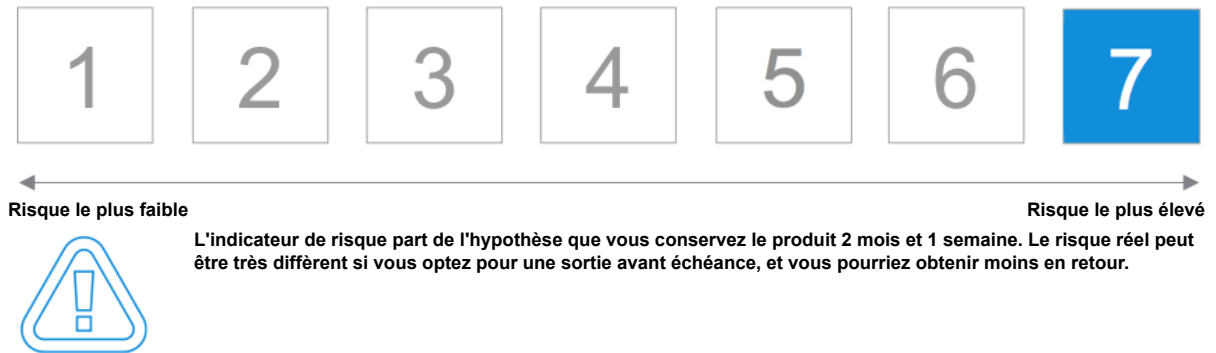 1 2 3 4 5 6 7
Risque le plus faible Risque le plus élevé
L'indicateur de risque part de l'hypothèse que vous conservez le produit 2 mois et 1 semaine. Le risque réel peut
être très diffèrent si vous optez pour une sortie avant échéance, et vous pourriez obtenir moins en retour.